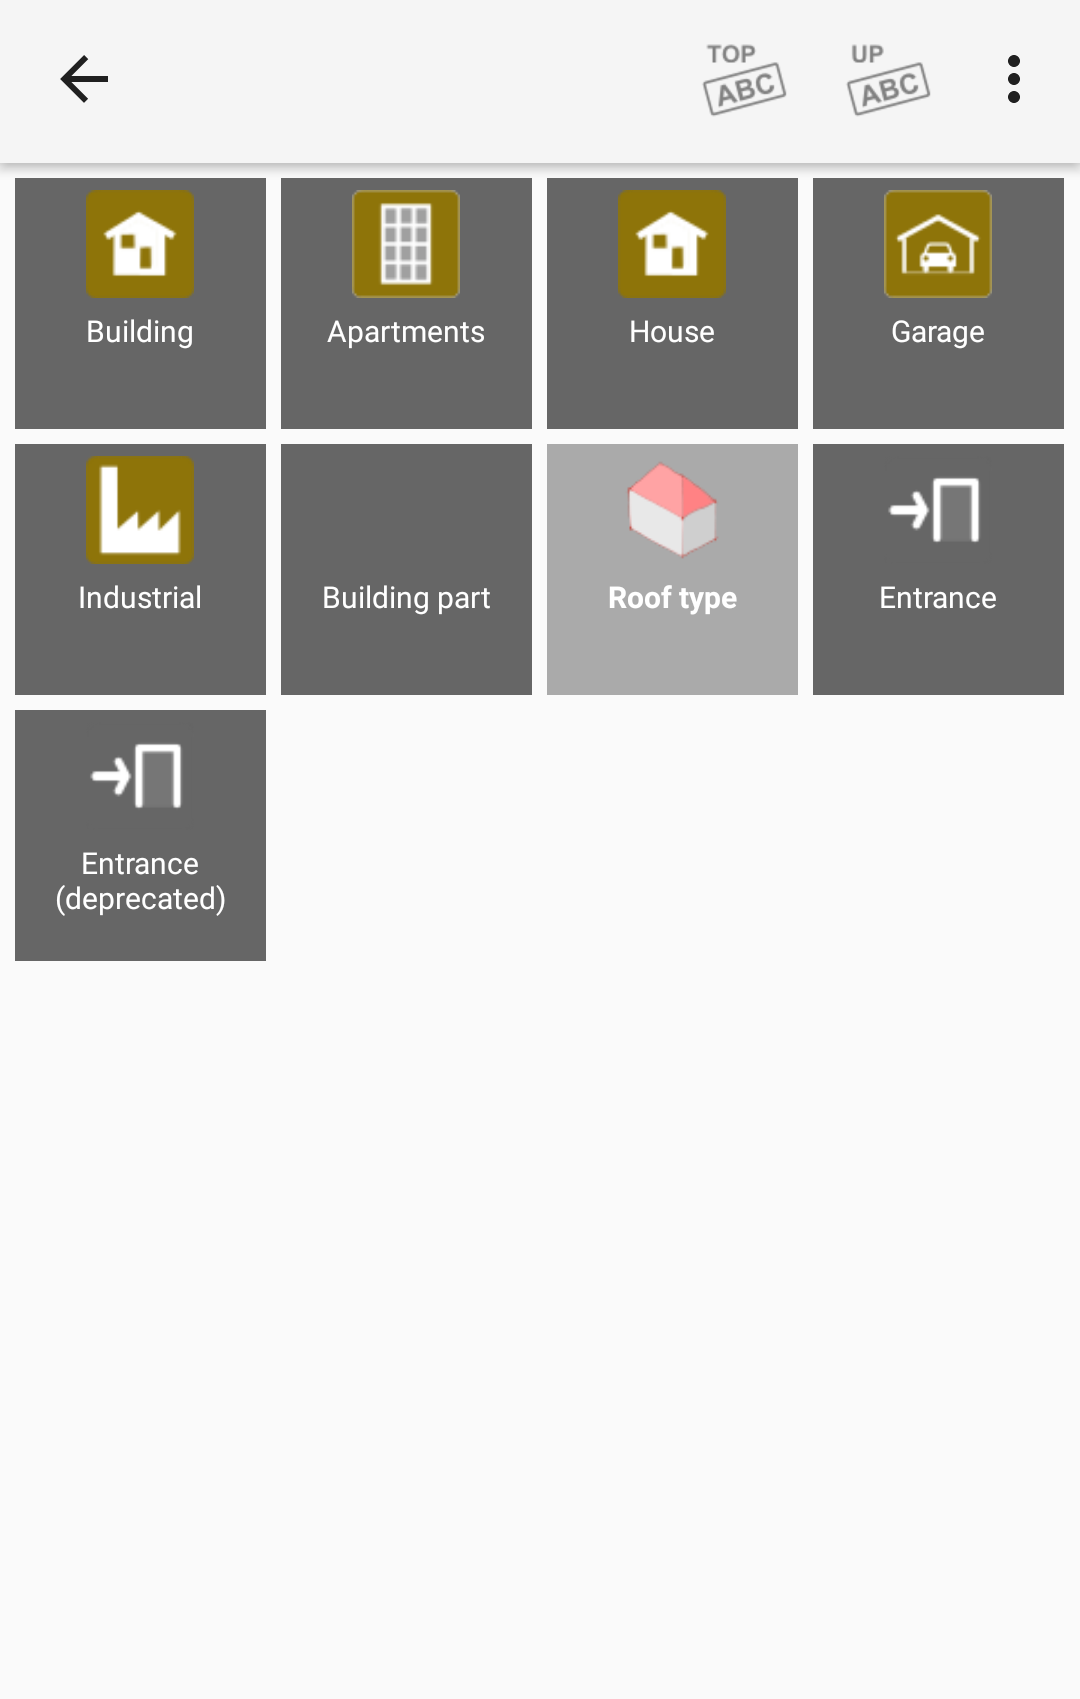 TOP
ABC
UP
ABC
Building
Apartments
House
Garage
Industrial
Building part
Roof type
Entrance
Entrance
(deprecated)